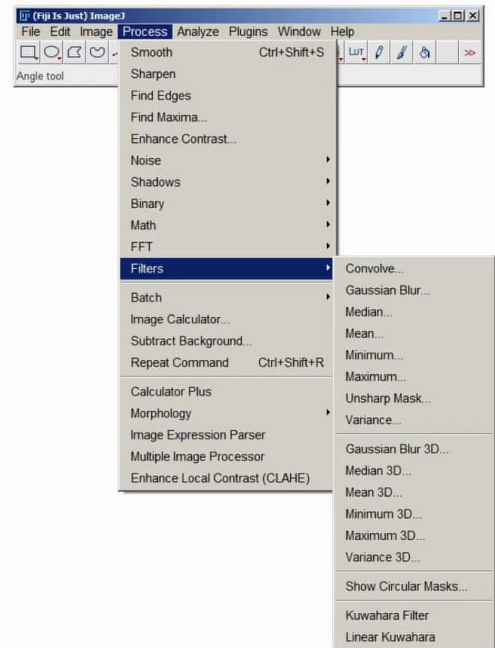 (Fiji Is Just) ImageJ
File Edit Image Process Analyze Plugins Window Help
LUT
>>
Angle tool
Smooth Ctrl+Shift+S
Sharpen
Find Edges
Find Maxima...
Enhance Contrast...
Noise
Shadows
Binary
Math
FFT
Filters
Batch
Image Calculator...
Subtract Background...
Repeat Command Ctrl+Shift+R
Calculator Plus
Morphology
Image Expression Parser
Multiple Image Processor
Enhance Local Contrast (CLAHE)
Convolve...
Gaussian Blur...
Median...
Mean...
Minimum...
Maximum...
Unsharp Mask...
Variance...
Gaussian Blur 3D...
Median 3D...
Mean 3D...
Minimum 3D...
Maximum 3D...
Variance 3D...
Show Circular Masks...
Kuwahara Filter
Linear Kuwahara